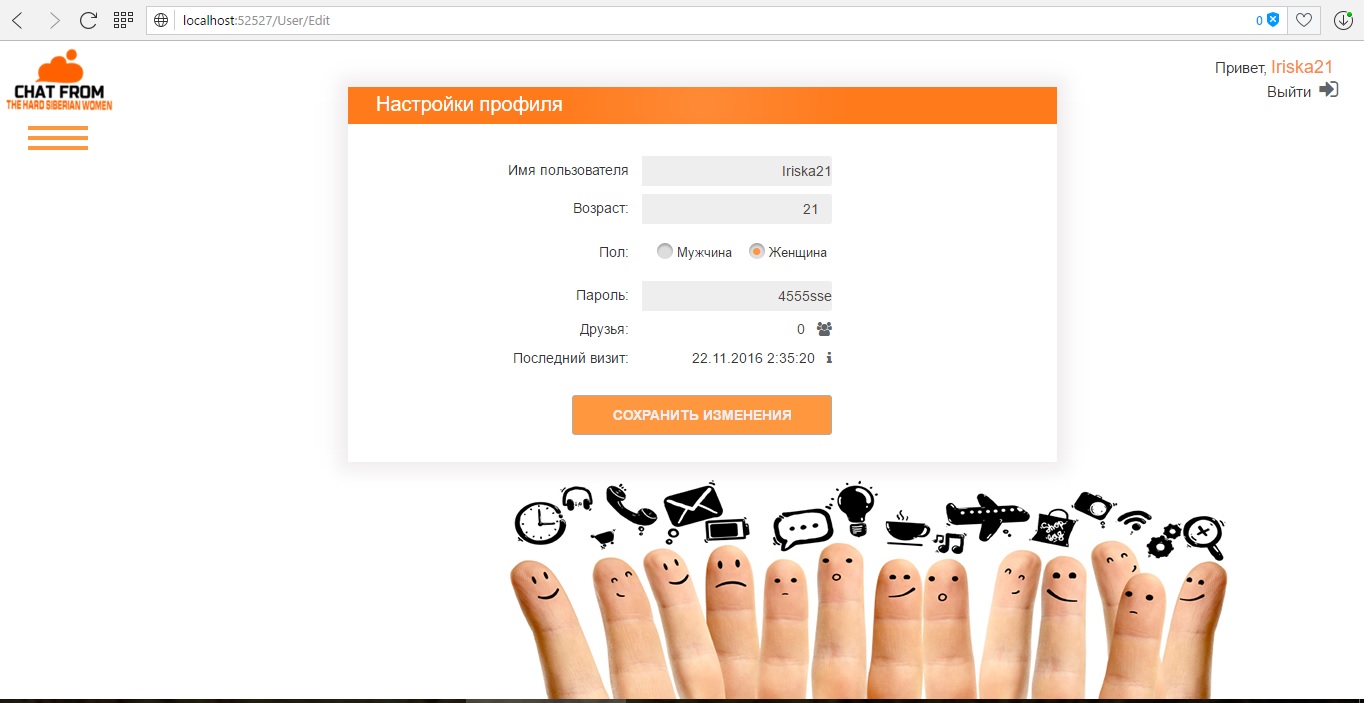 localhost:52527/User/Edit
0
CHAT FROM
THE HARD SIBERIAN WOMEN
Привет, Iriska21
Выйти
Настройки профиля
Имя пользователя Iriska21
Возраст: 21
Пол: Мужчина Женщина
Пароль: 4555sse
Друзья: 0
Последний визит: 22.11.2016 2:35:20
СОХРАНИТЬ ИЗМЕНЕНИЯ
SHOP